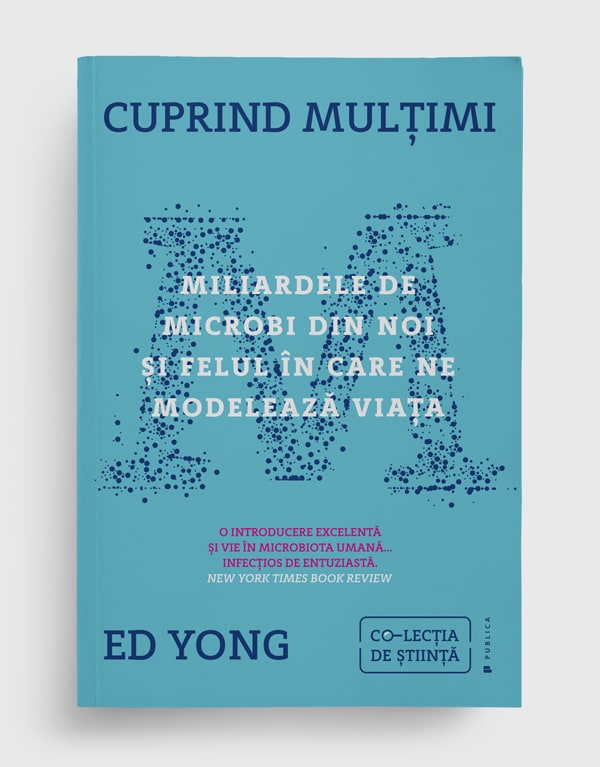 CUPRIND MULȚIMI
M
MILIARDELE DE
MICROBI DIN NOI
ȘI FELUL ÎN CARE NE
MODELEAZĂ VIAȚA
O INTRODUCERE EXCELENTĂ
ȘI VIE ÎN MICROBIOTA UMANĂ...
INFECȚIOS DE ENTUZIASTĂ.
NEW YORK TIMES BOOK REVIEW
ED YONG
CO—LECȚIA
DE ȘTIINȚĂ
PUBLICA